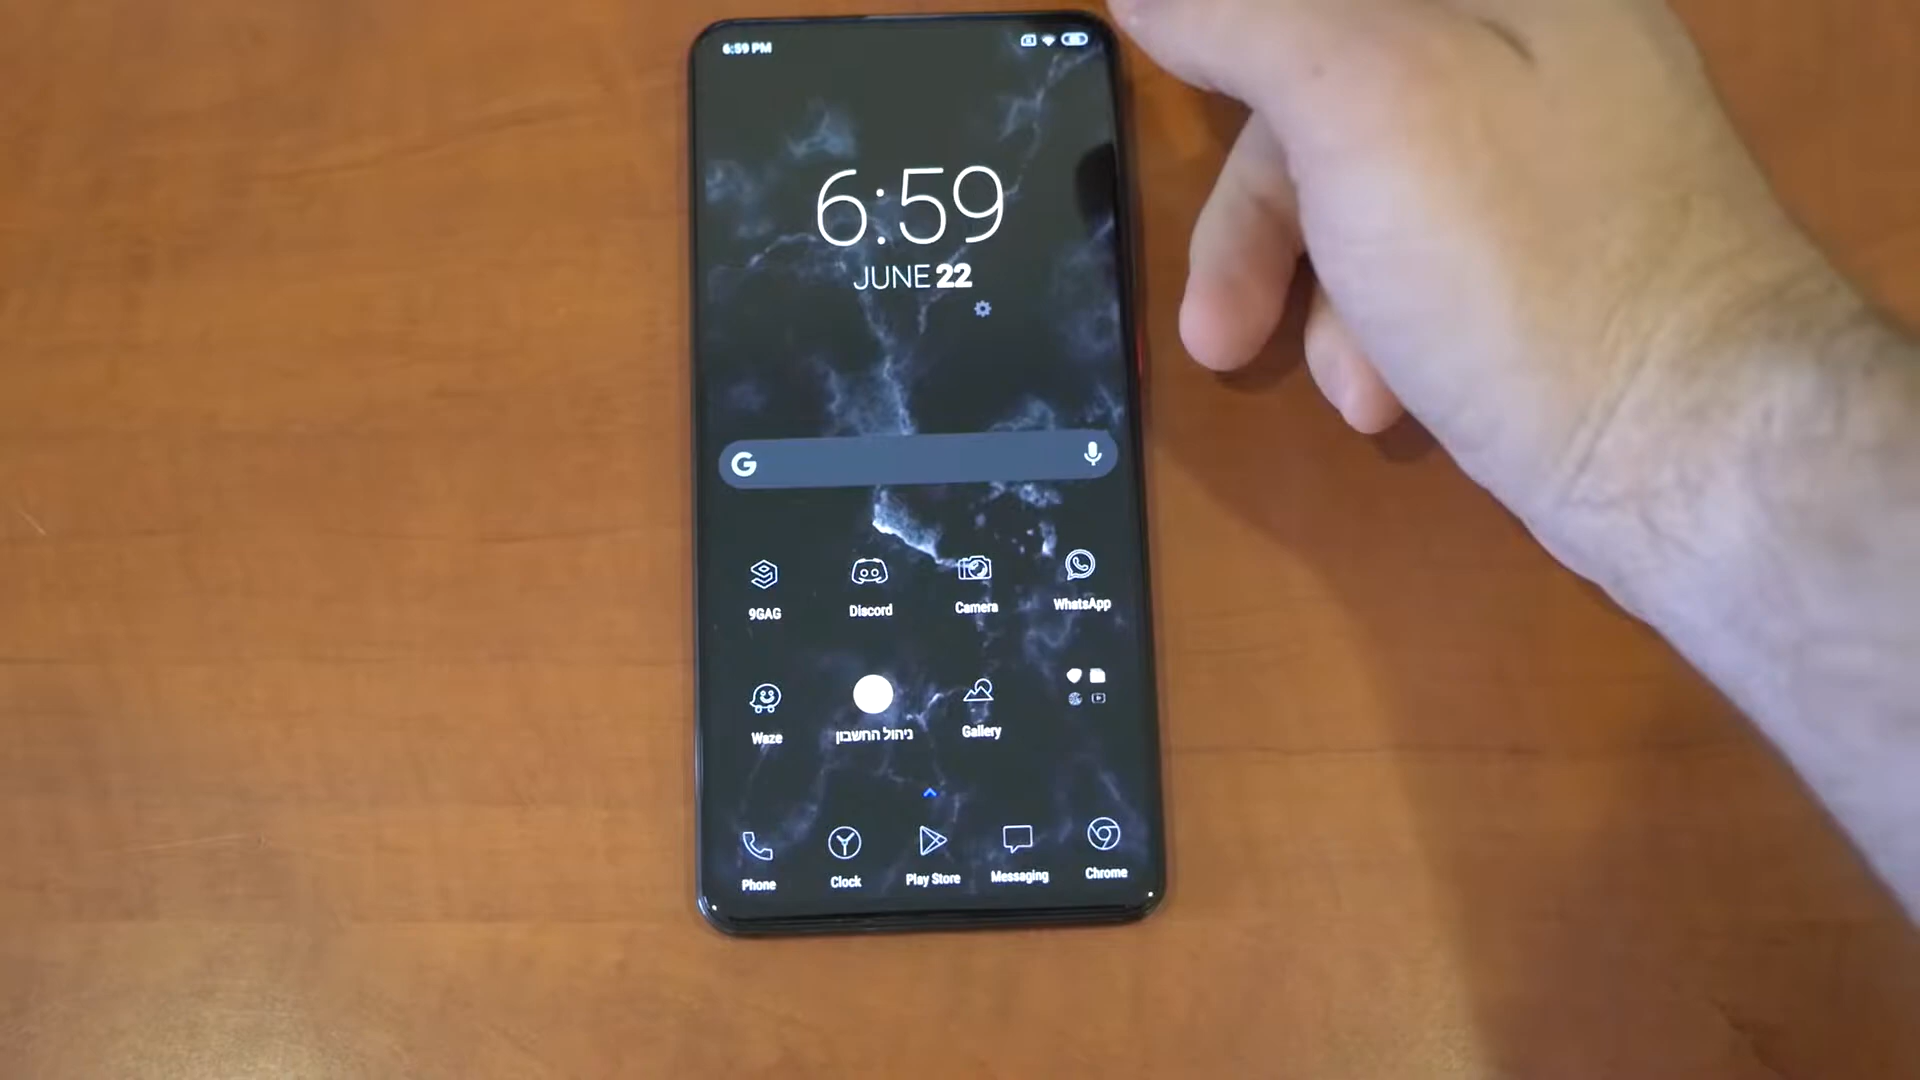 6:59 PM
6:59
JUNE 22
G
9GAG
Discord
Camera
WhatsApp
Waze
ניהול החשבון
Gallery
Phone
Clock
Play Store
Messaging
Chrome